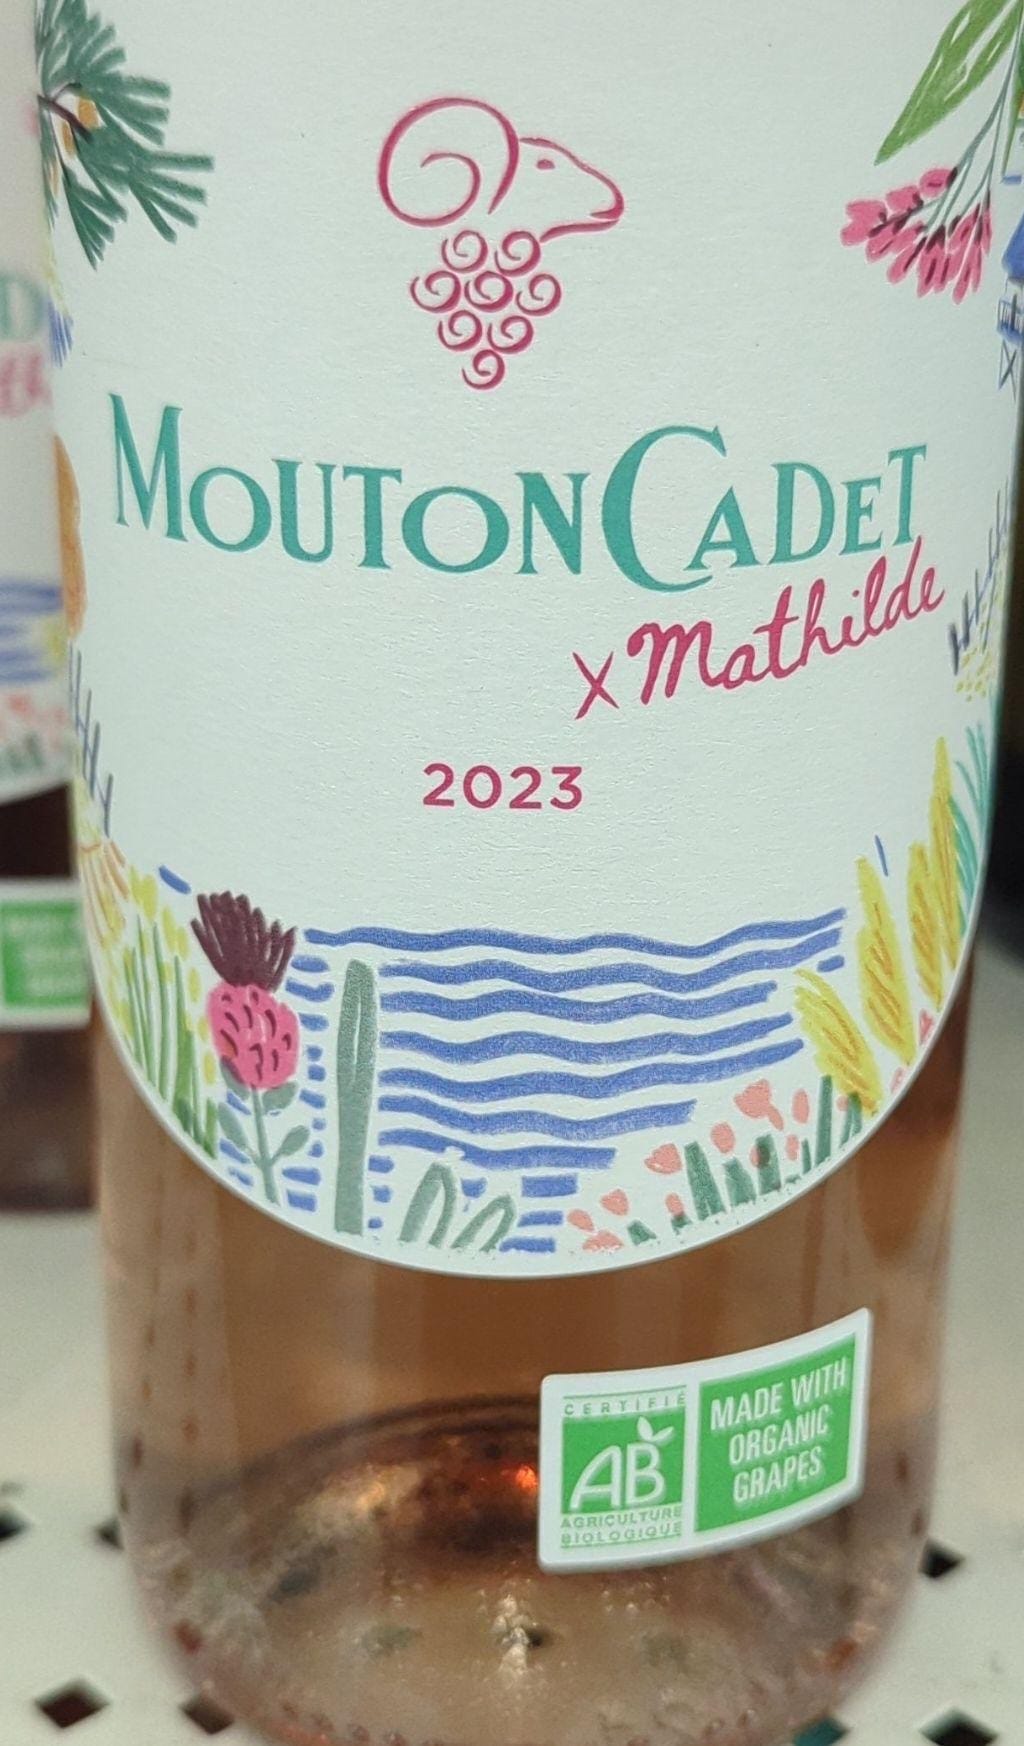 MOUTON CADET
x Mathilde
2023
CERTIFIÉ
AB
AGRICULTURE
BIOLOGIQUE
MADE WITH
ORGANIC
GRAPES